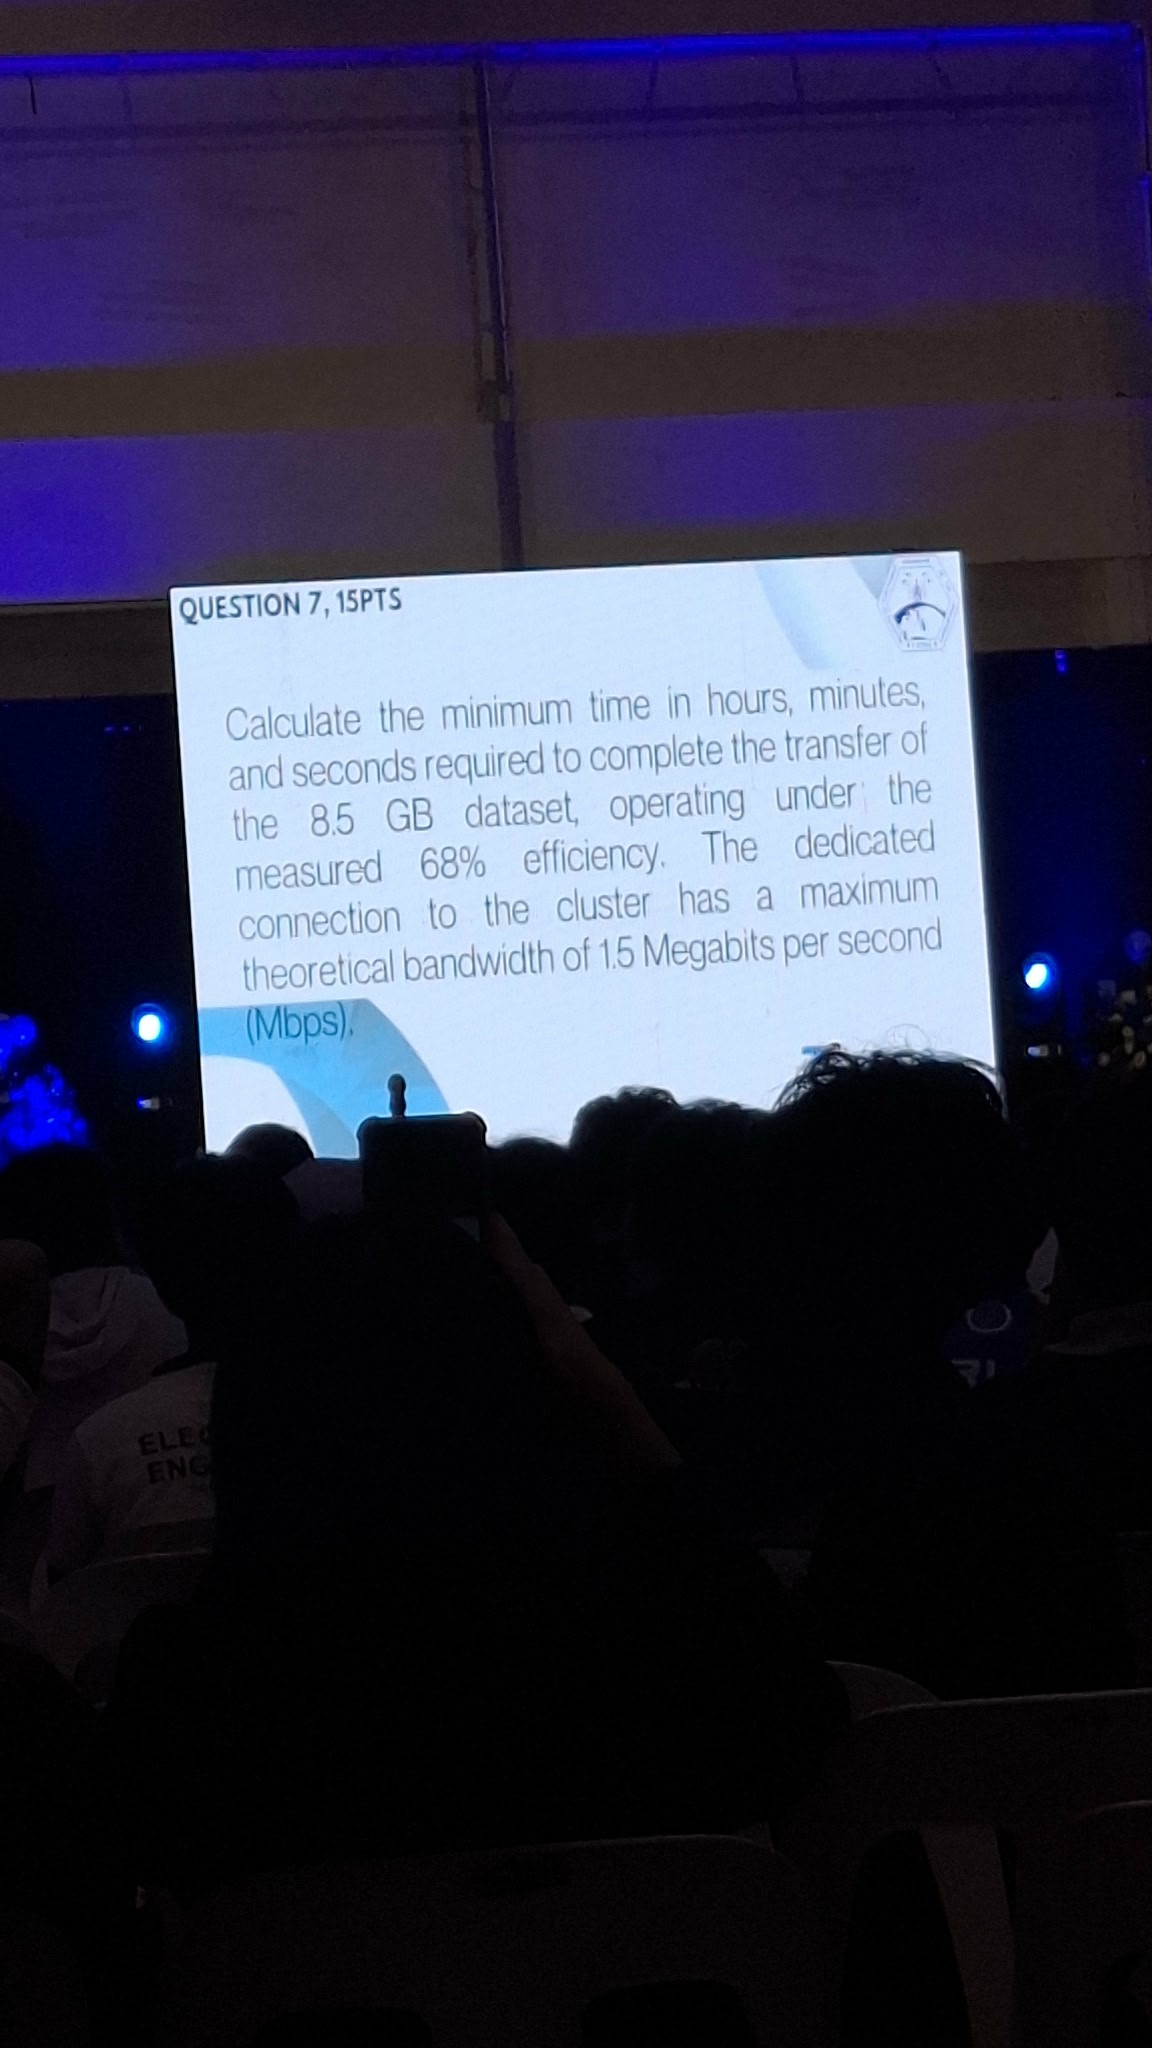 QUESTION 7, 15PTS
Calculate the minimum time in hours, minutes,
and seconds required to complete the transfer of
the 8.5 GB dataset, operating under the
measured 68% efficiency. The dedicated
connection to the cluster has a maximum
theoretical bandwidth of 1.5 Megabits per second
(Mbps).
ENG